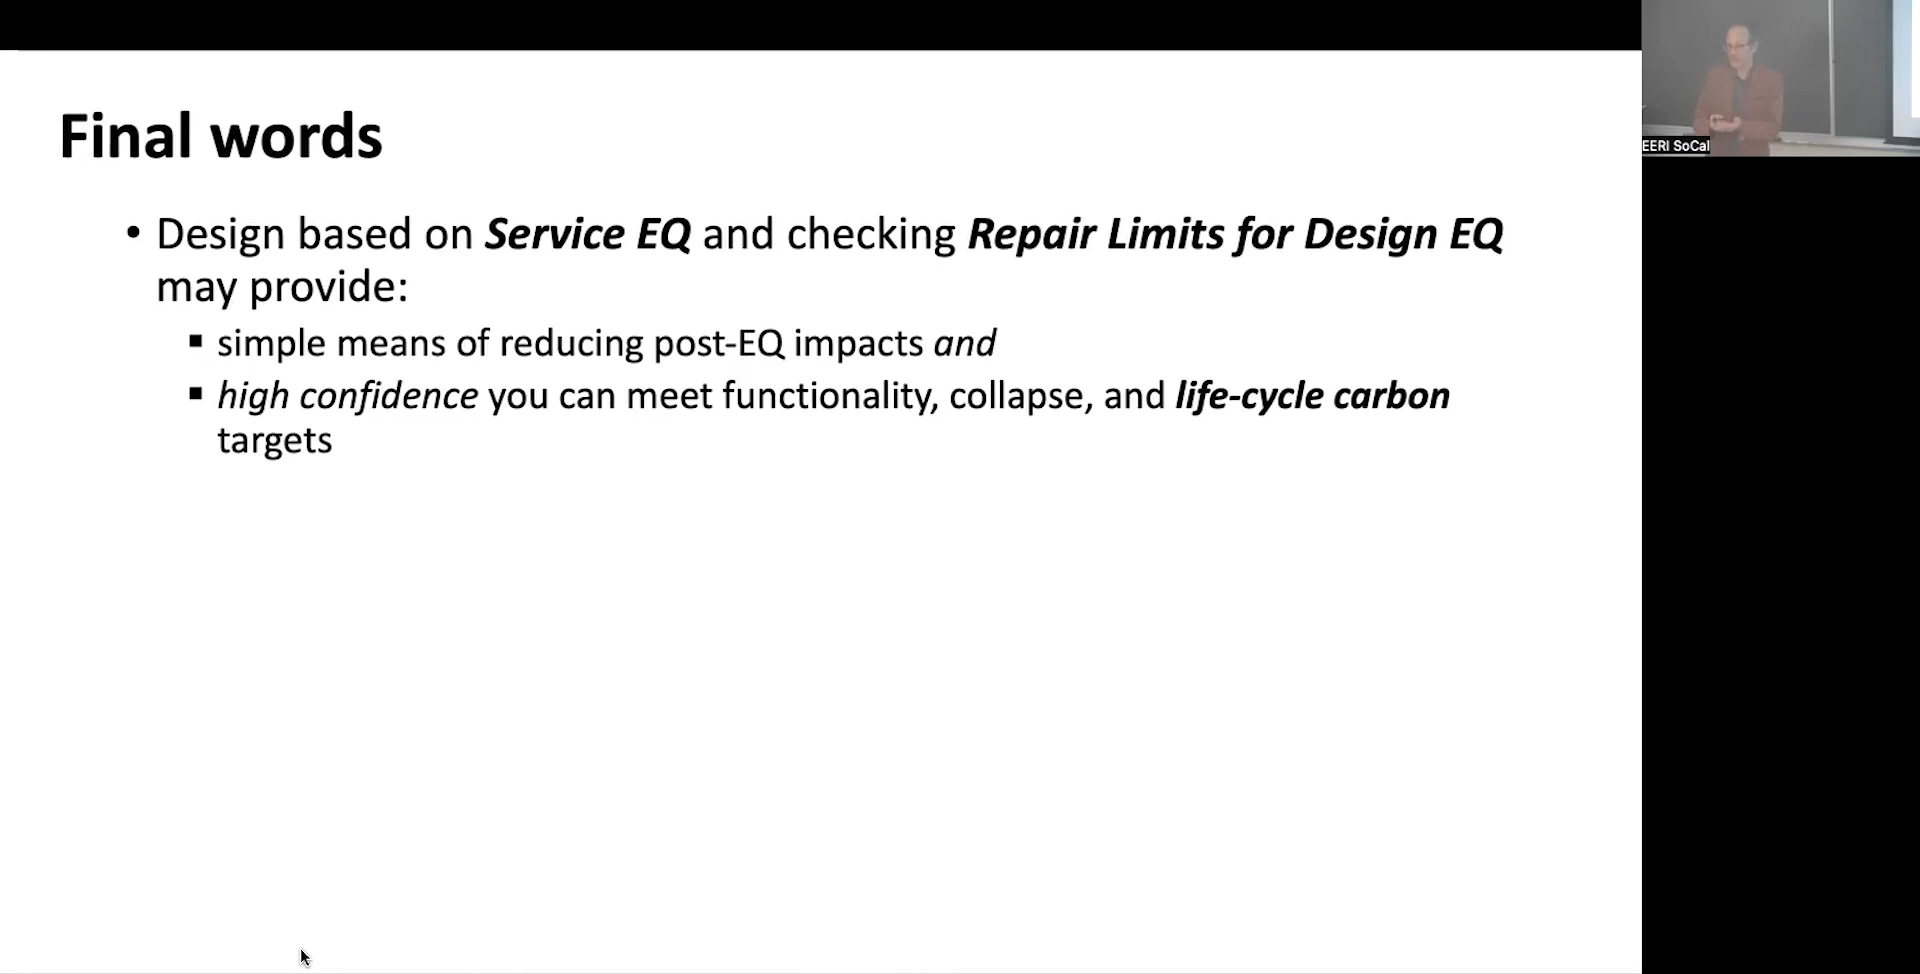 Final words
• Design based on Service EQ and checking Repair Limits for Design EQ
may provide:
▪ simple means of reducing post-EQ impacts and
▪ high confidence you can meet functionality, collapse, and life-cycle carbon
targets
EERI SoCal